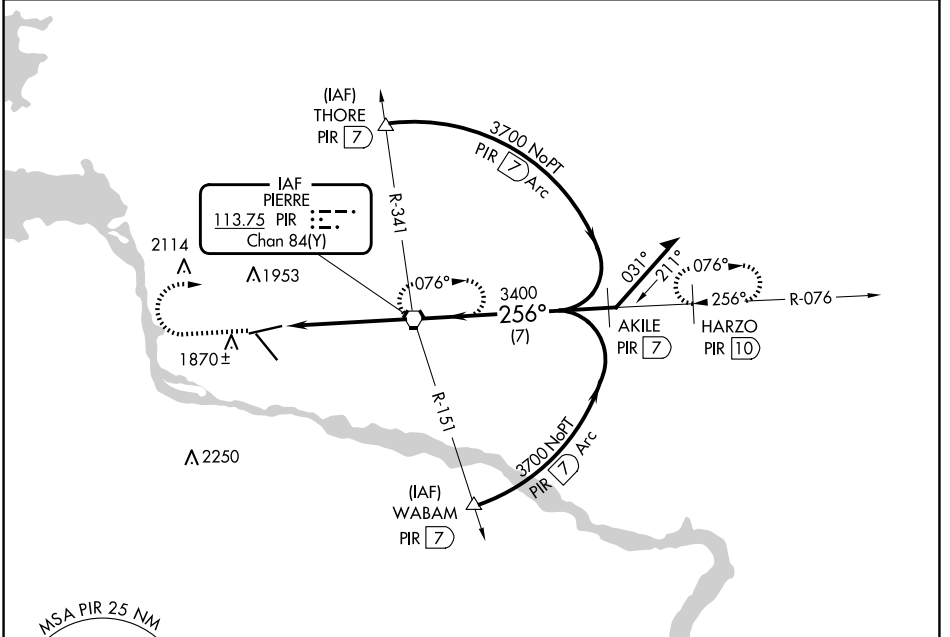 (IAF)
THORE
PIR 7
3700 NoPT
PIR 7 Arc
IAF
PIERRE
113.75 PIR
Chan 84(Y)
R-341
2114
1953
031°
211°
076°
076°
3400
256°
(7)
256°
R-076
AKILE
PIR 7
HARZO
PIR 10
1870±
R-151
2250
3700 NoPT
PIR 7 Arc
(IAF)
WABAM
PIR 7
MSA PIR 25 NM